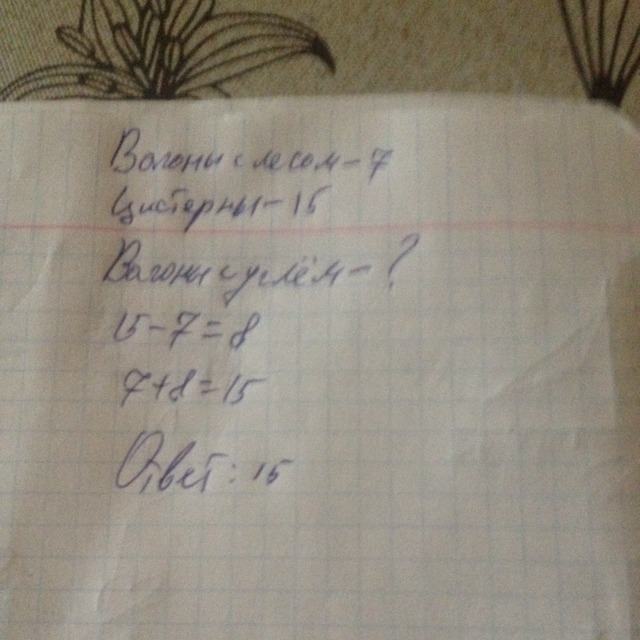 Вагоны с лесом - 7
Цистерны - 15
Вагоны с углём - ?
15 - 7 = 8
7 + 8 = 15
Ответ: 15